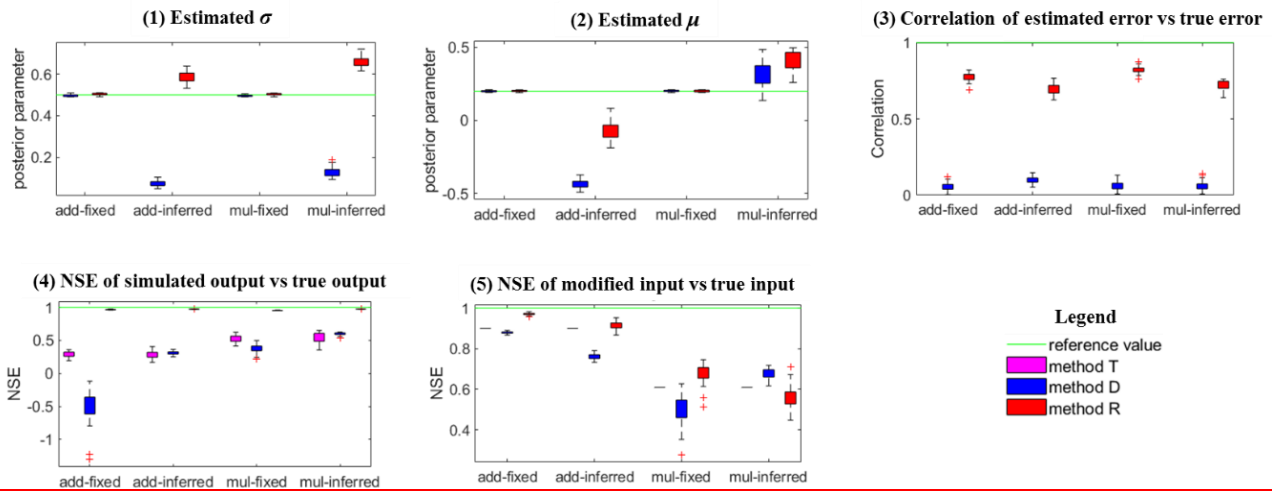 (1) Estimated σ
posterior parameter
0.6
0.4
0.2
add-fixed add-inferred mul-fixed mul-inferred
(2) Estimated μ
posterior parameter
0.5
0
-0.5
add-fixed add-inferred mul-fixed mul-inferred
(3) Correlation of estimated error vs true error
Correlation
1
0.5
0
add-fixed add-inferred mul-fixed mul-inferred
(4) NSE of simulated output vs true output
NSE
1
0.5
0
-0.5
-1
add-fixed add-inferred mul-fixed mul-inferred
(5) NSE of modified input vs true input
NSE
1
0.8
0.6
0.4
add-fixed add-inferred mul-fixed mul-inferred
Legend
reference value
method T
method D
method R